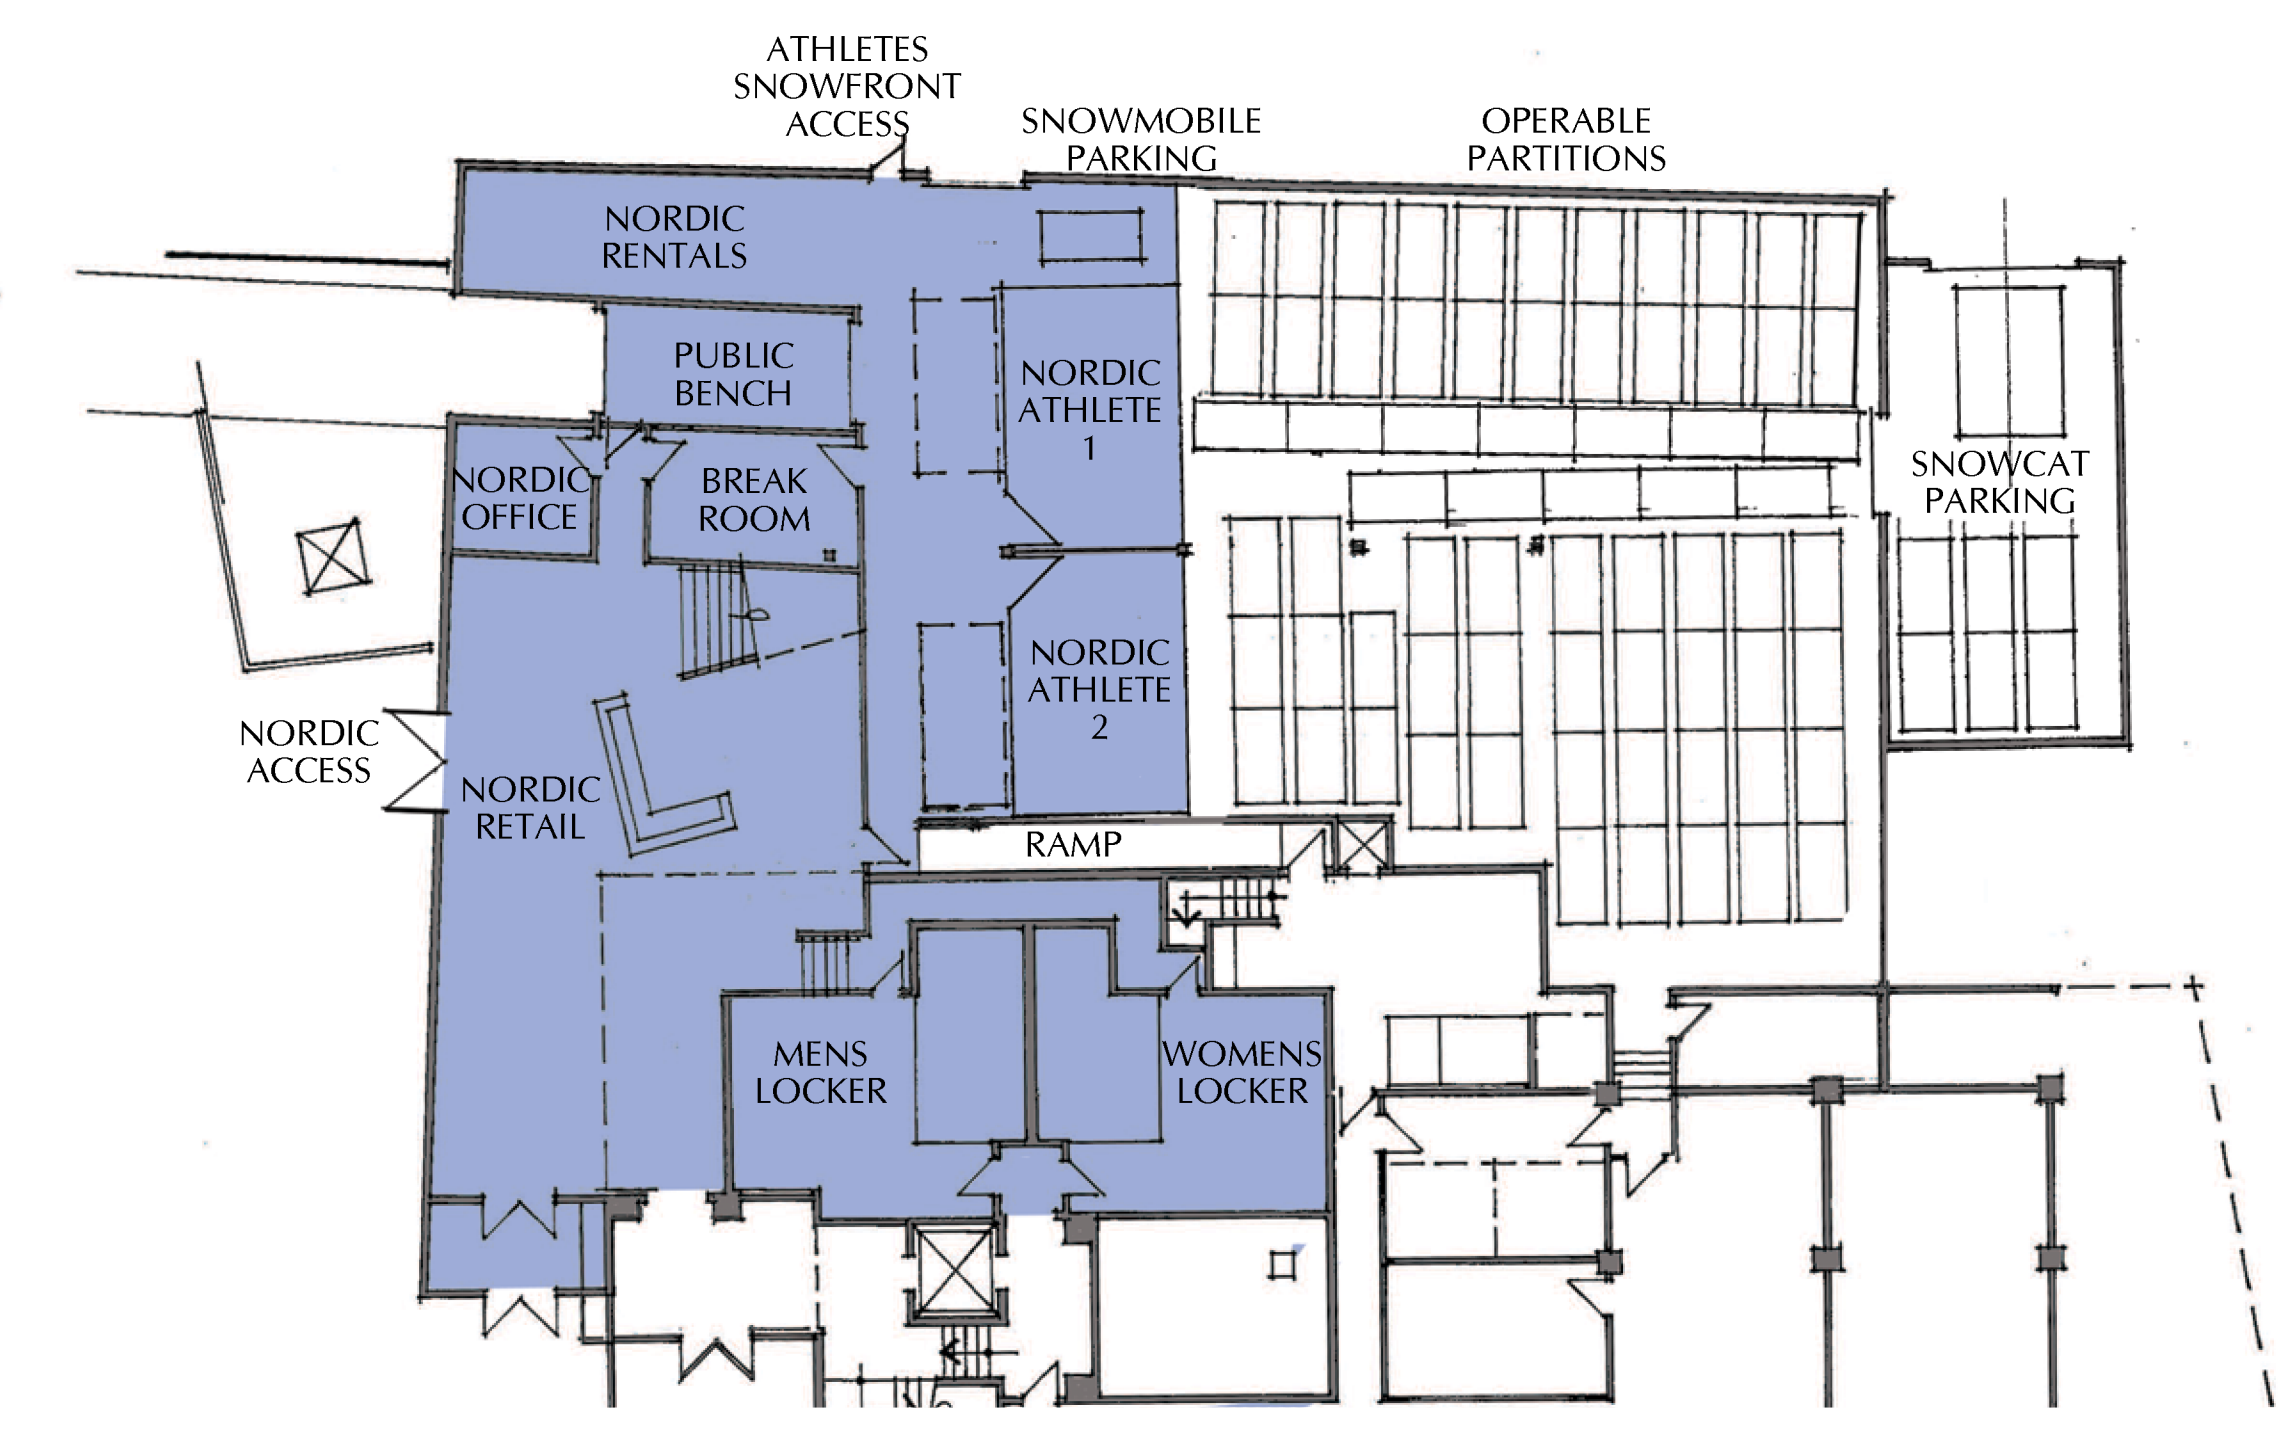 ATHLETES
SNOWFRONT
ACCESS
SNOWMOBILE
PARKING
OPERABLE
PARTITIONS
NORDIC
RENTALS
PUBLIC
BENCH
NORDIC
ATHLETE
1
NORDIC
OFFICE
BREAK
ROOM
SNOWCAT
PARKING
NORDIC
ATHLETE
2
NORDIC
ACCESS
NORDIC
RETAIL
RAMP
MENS
LOCKER
WOMENS
LOCKER